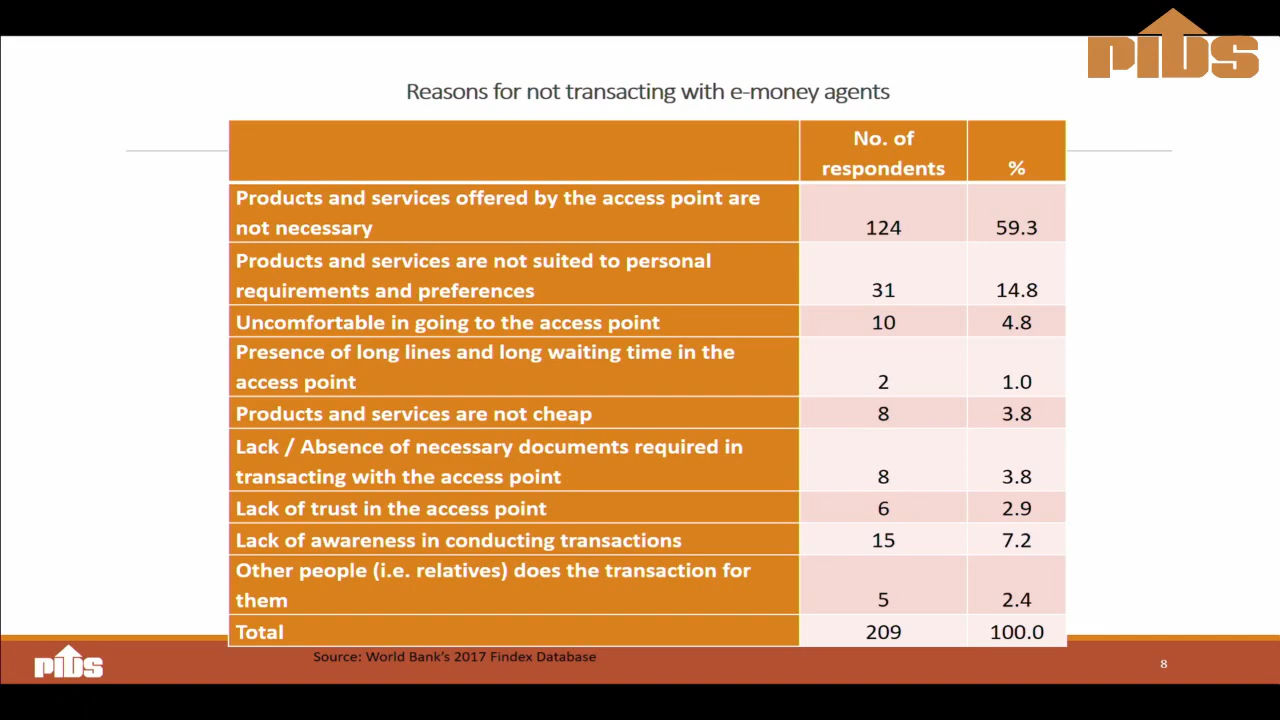 PIDS
Reasons for not transacting with e-money agents
No. of
respondents
%
Products and services offered by the access point are
not necessary
124
59.3
Products and services are not suited to personal
requirements and preferences
31
14.8
Uncomfortable in going to the access point
10
4.8
Presence of long lines and long waiting time in the
access point
2
1.0
Products and services are not cheap
8
3.8
Lack / Absence of necessary documents required in
transacting with the access point
8
3.8
Lack of trust in the access point
6
2.9
Lack of awareness in conducting transactions
15
7.2
Other people (i.e. relatives) does the transaction for
them
5
2.4
Total
209
100.0
Source: World Bank's 2017 Findex Database
PIDS
8